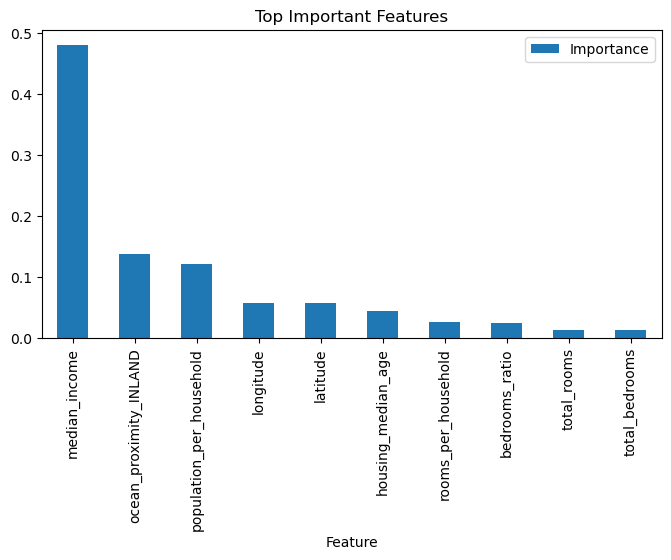 Top Important Features
Importance
0.5
0.4
0.3
0.2
0.1
0.0
median_income
ocean_proximity_INLAND
population_per_household
longitude
latitude
housing_median_age
rooms_per_household
bedrooms_ratio
total_rooms
total_bedrooms
Feature